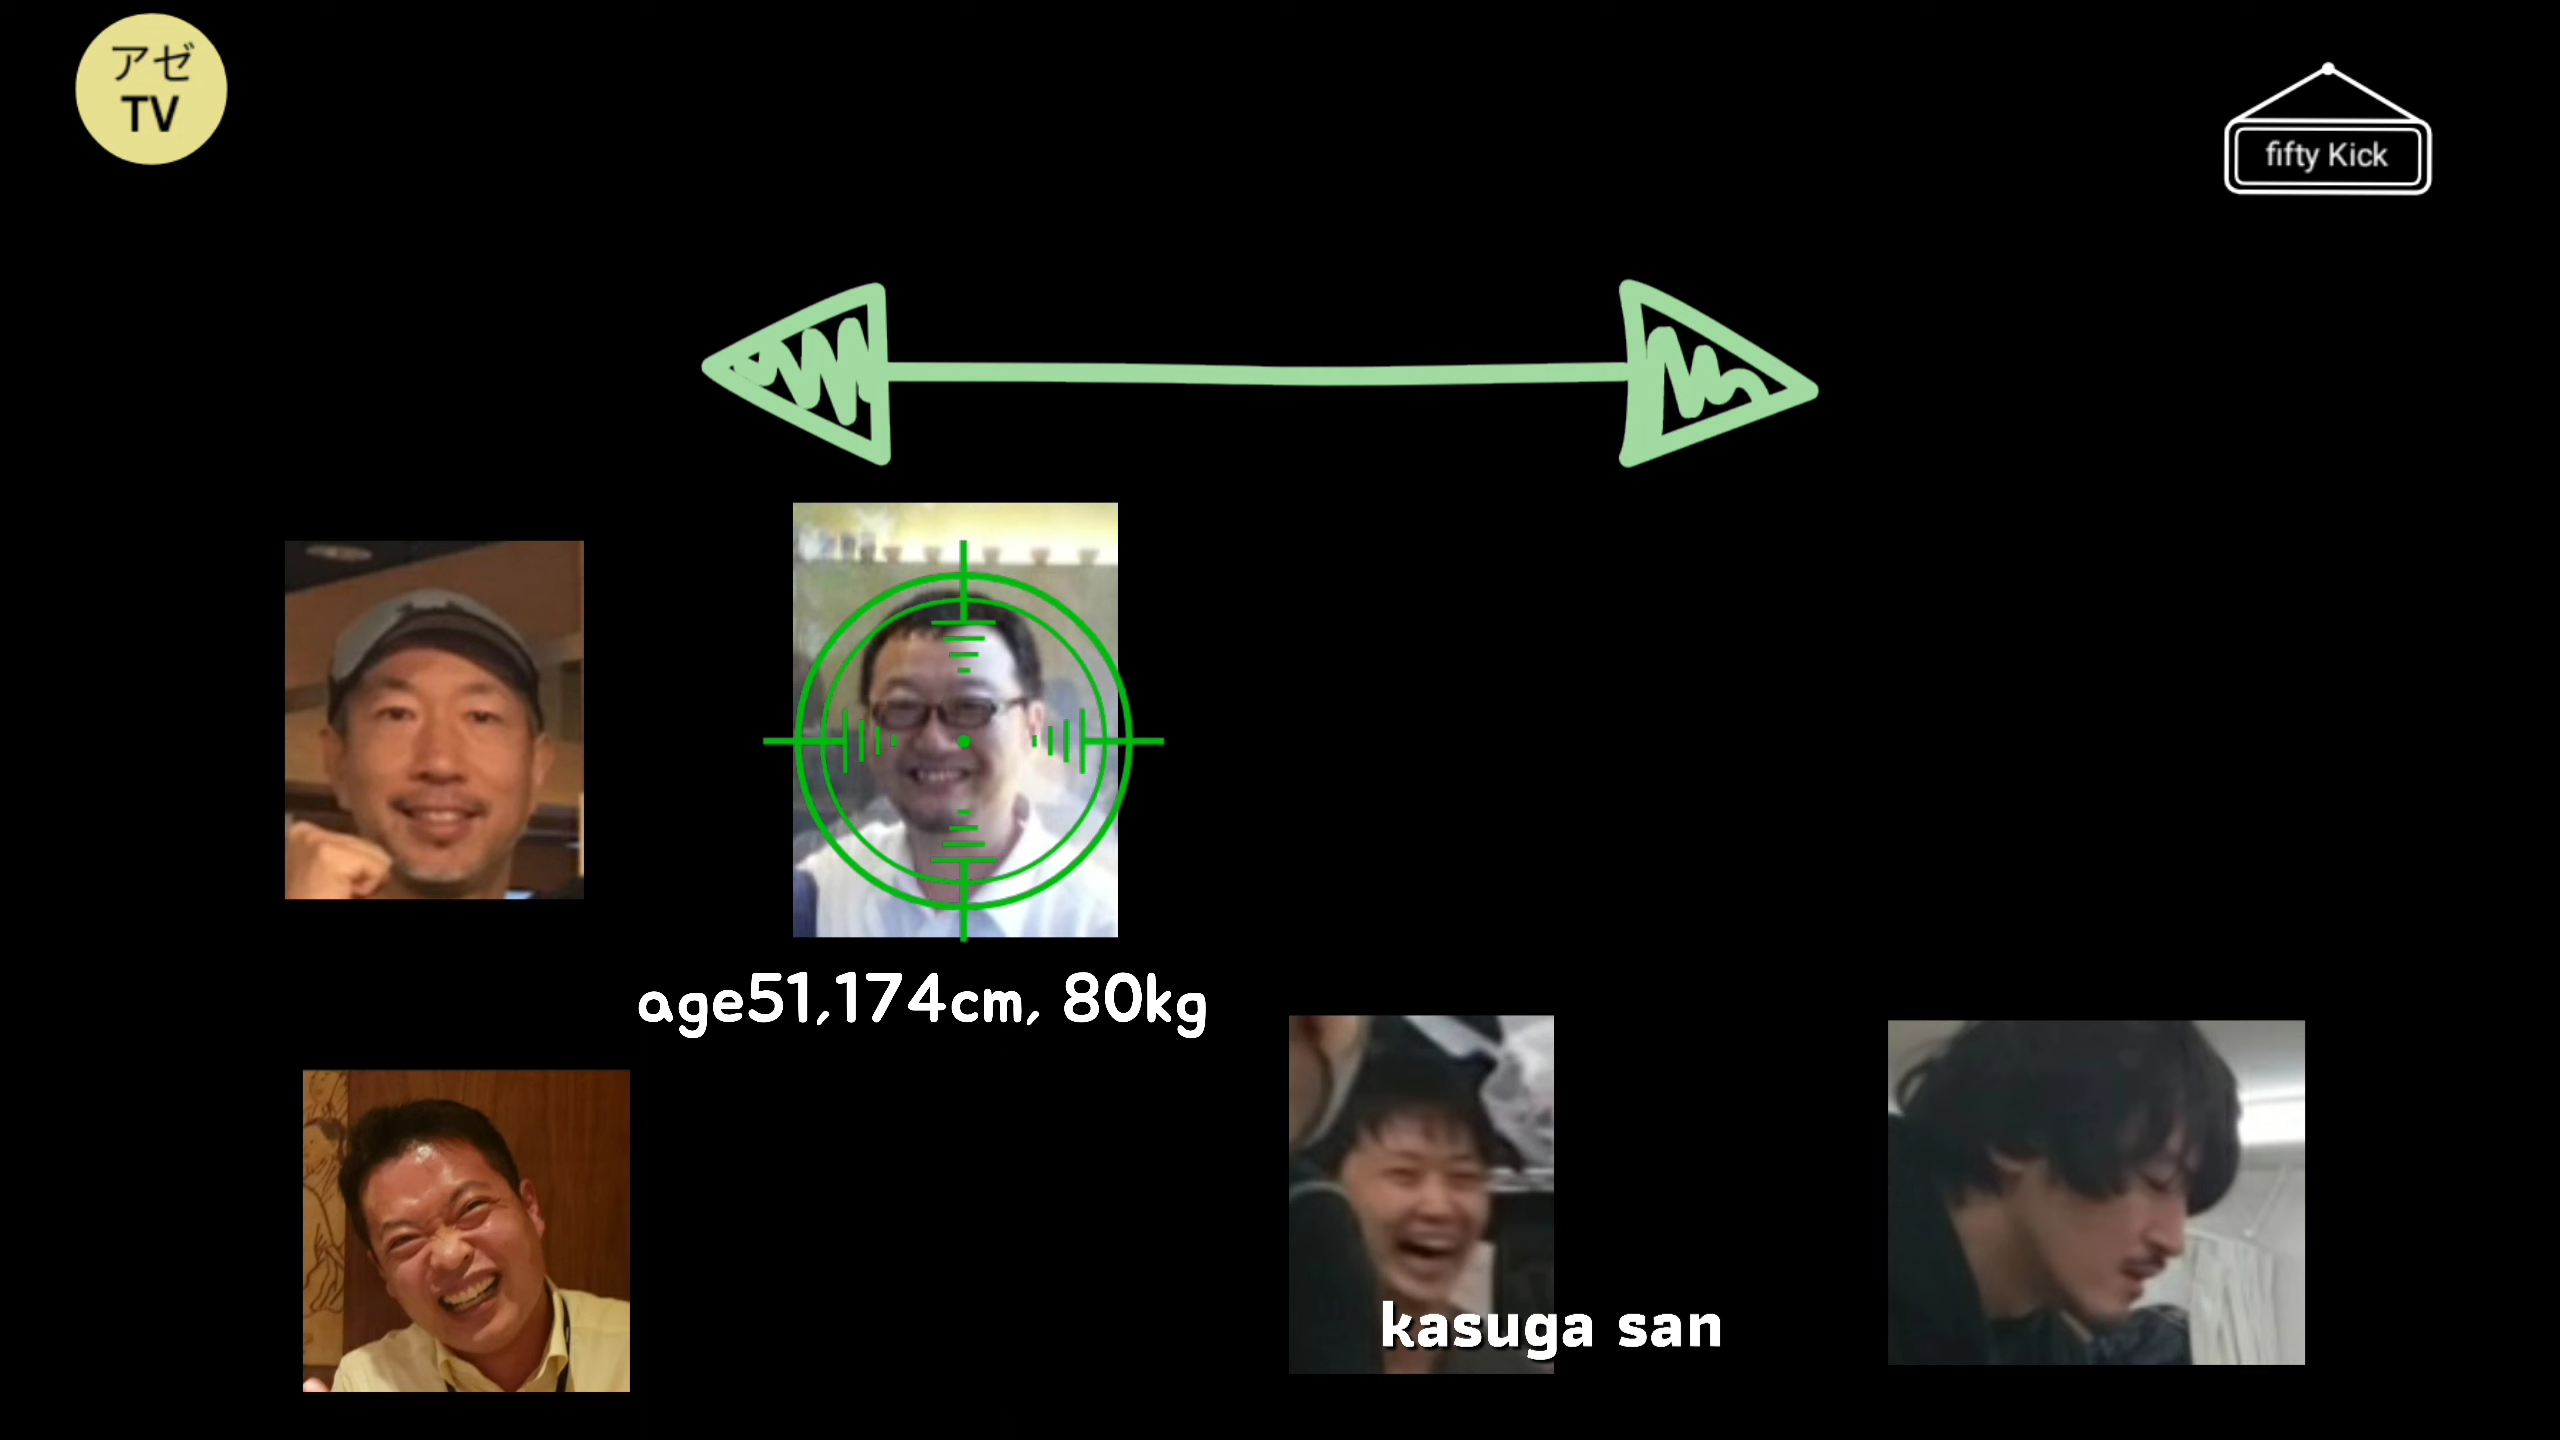 アゼ
TV
fifty Kick
age51,174cm, 80kg
kasuga san